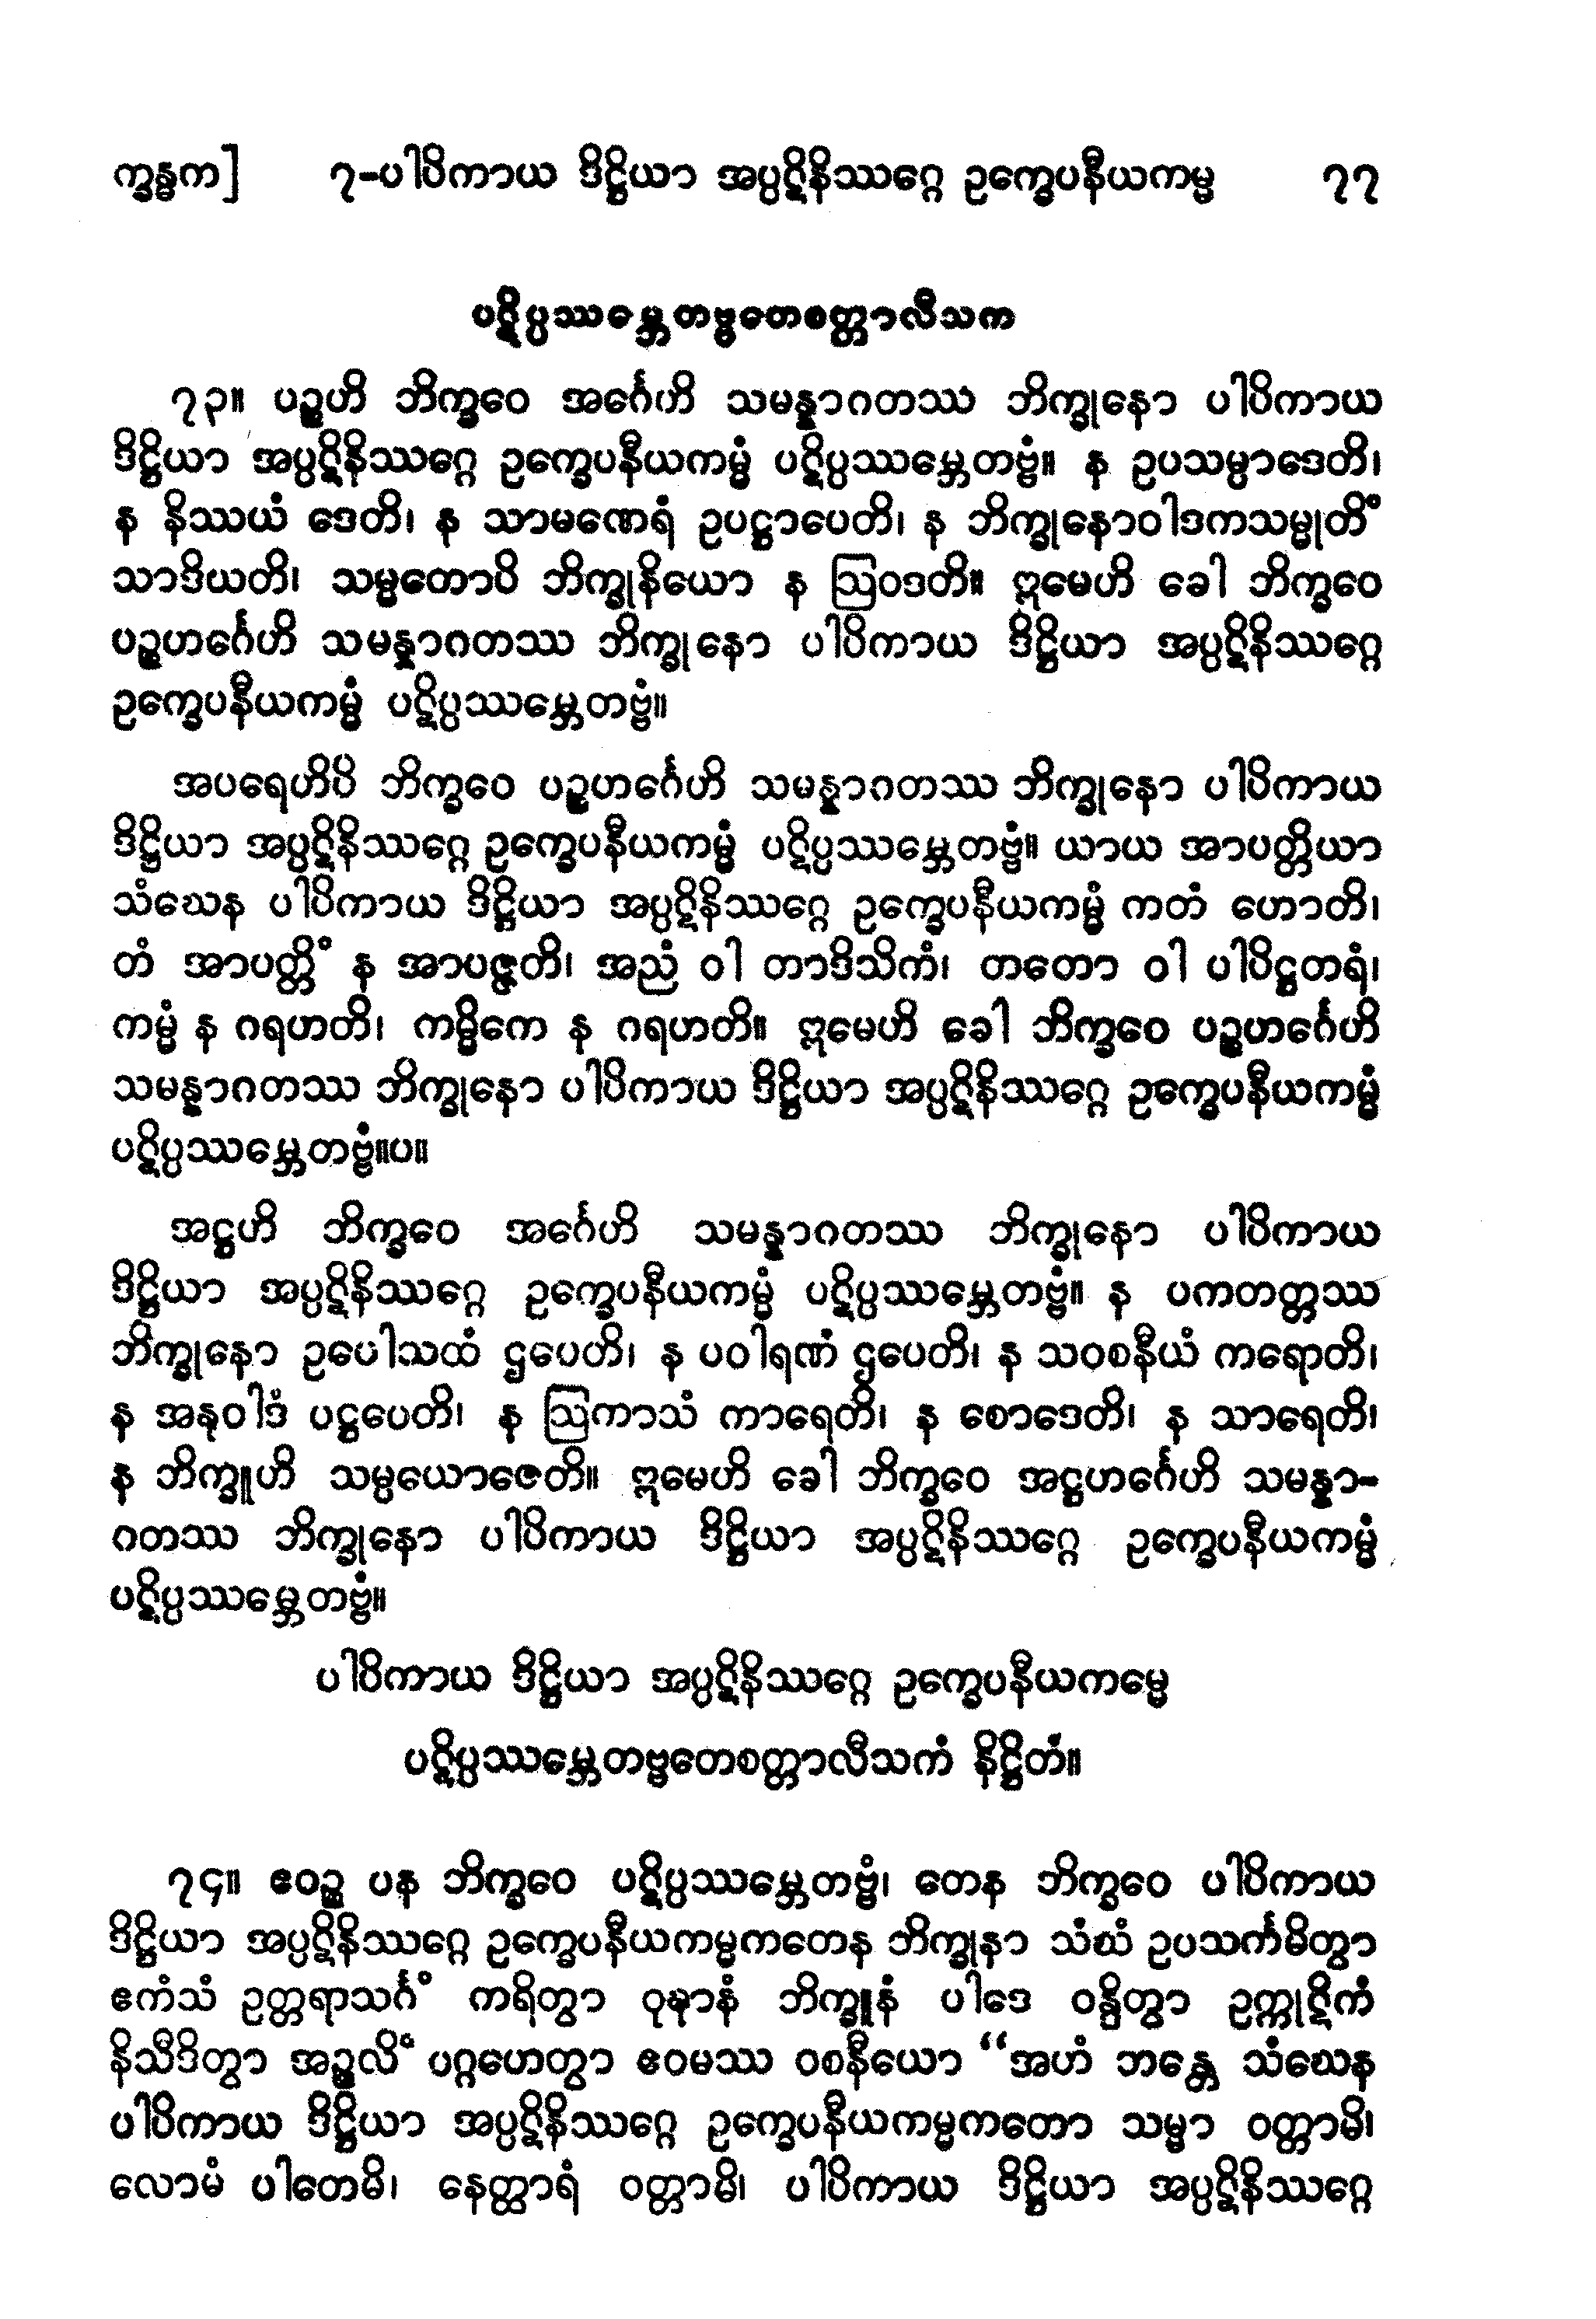 က္ခန္ဓက] ၇-ပါပိကာယ ဒိဋ္ဌိယာ အပ္ပဋိနိဿဂ္ဂေ ဥက္ခေပနီယကမ္မ ၇၇
ပဋိပ္ပဿမ္ဘေတဗ္ဗတေစတ္တာလီသက
၇၃။ ပဉ္စဟိ ဘိက္ခဝေ အင်္ဂေဟိ သမန္နာဂတဿ ဘိက္ခုနော ပါပိကာယ
ဒိဋ္ဌိယာ အပ္ပဋိနိဿဂ္ဂေ ဥက္ခေပနီယကမ္မံ ပဋိပ္ပဿမ္ဘေတဗ္ဗံ။ န ဥပသမ္ပာဒေတိ၊
န နိဿယံ ဒေတိ၊ န သာမဏေရံ ဥပဋ္ဌာပေတိ၊ န ဘိက္ခုနောဝါဒကသမ္မုတိံ
သာဒိယတိ၊ သမ္မတောပိ ဘိက္ခုနိယော န ဩဝဒတိ။ ဣမေဟိ ခေါ ဘိက္ခဝေ
ပဉ္စဟင်္ဂေဟိ သမန္နာဂတဿ ဘိက္ခုနော ပါပိကာယ ဒိဋ္ဌိယာ အပ္ပဋိနိဿဂ္ဂေ
ဥက္ခေပနီယကမ္မံ ပဋိပ္ပဿမ္ဘေတဗ္ဗံ။
အပရေဟိပိ ဘိက္ခဝေ ပဉ္စဟင်္ဂေဟိ သမန္နာဂတဿ ဘိက္ခုနော ပါပိကာယ
ဒိဋ္ဌိယာ အပ္ပဋိနိဿဂ္ဂေ ဥက္ခေပနီယကမ္မံ ပဋိပ္ပဿမ္ဘေတဗ္ဗံ။ ယာယ အာပတ္တိယာ
သံဃေန ပါပိကာယ ဒိဋ္ဌိယာ အပ္ပဋိနိဿဂ္ဂေ ဥက္ခေပနီယကမ္မံ ကတံ ဟောတိ၊
တံ အာပတ္တိံ န အာပဇ္ဇတိ၊ အညံ ဝါ တာဒိသိကံ၊ တတော ဝါ ပါပိဋ္ဌတရံ၊
ကမ္မံ န ဂရဟတိ၊ ကမ္မိကေ န ဂရဟတိ။ ဣမေဟိ ခေါ ဘိက္ခဝေ ပဉ္စဟင်္ဂေဟိ
သမန္နာဂတဿ ဘိက္ခုနော ပါပိကာယ ဒိဋ္ဌိယာ အပ္ပဋိနိဿဂ္ဂေ ဥက္ခေပနီယကမ္မံ
ပဋိပ္ပဿမ္ဘေတဗ္ဗံ။ပ။
အဋ္ဌဟိ ဘိက္ခဝေ အင်္ဂေဟိ သမန္နာဂတဿ ဘိက္ခုနော ပါပိကာယ
ဒိဋ္ဌိယာ အပ္ပဋိနိဿဂ္ဂေ ဥက္ခေပနီယကမ္မံ ပဋိပ္ပဿမ္ဘေတဗ္ဗံ။ န ပကတတ္တဿ
ဘိက္ခုနော ဥပေါသထံ ဌပေတိ၊ န ပဝါရဏံ ဌပေတိ၊ န သဝစနီယံ ကရောတိ၊
န အနုဝါဒံ ပဋ္ဌပေတိ၊ န ဩကာသံ ကာရေတိ၊ န စောဒေတိ၊ န သာရေတိ၊
န ဘိက္ခူဟိ သမ္ပယောဇေတိ။ ဣမေဟိ ခေါ ဘိက္ခဝေ အဋ္ဌဟင်္ဂေဟိ သမန္နာ-
ဂတဿ ဘိက္ခုနော ပါပိကာယ ဒိဋ္ဌိယာ အပ္ပဋိနိဿဂ္ဂေ ဥက္ခေပနီယကမ္မံ
ပဋိပ္ပဿမ္ဘေတဗ္ဗံ။
ပါပိကာယ ဒိဋ္ဌိယာ အပ္ပဋိနိဿဂ္ဂေ ဥက္ခေပနီယကမ္မေ
ပဋိပ္ပဿမ္ဘေတဗ္ဗတေစတ္တာလီသကံ နိဋ္ဌိတံ။
၇၄။ ဧဝဉ္စ ပန ဘိက္ခဝေ ပဋိပ္ပဿမ္ဘေတဗ္ဗံ၊ တေန ဘိက္ခဝေ ပါပိကာယ
ဒိဋ္ဌိယာ အပ္ပဋိနိဿဂ္ဂေ ဥက္ခေပနီယကမ္မကတေန ဘိက္ခုနာ သံဃံ ဥပသင်္ကမိတွာ
ဧကံသံ ဥတ္တရာသင်္ဂံ ကရိတွာ ဝုဍ္ဎာနံ ဘိက္ခူနံ ပါဒေ ဝန္ဒိတွာ ဥက္ကုဋိကံ
နိသီဒိတွာ အဉ္ဇလိံ ပဂ္ဂဟေတွာ ဧဝမဿ ဝစနီယော “အဟံ ဘန္တေ သံဃေန
ပါပိကာယ ဒိဋ္ဌိယာ အပ္ပဋိနိဿဂ္ဂေ ဥက္ခေပနီယကမ္မကတော သမ္မာ ဝတ္တာမိ၊
လောမံ ပါတေမိ၊ နေတ္ထာရံ ဝတ္တာမိ၊ ပါပိကာယ ဒိဋ္ဌိယာ အပ္ပဋိနိဿဂ္ဂေ